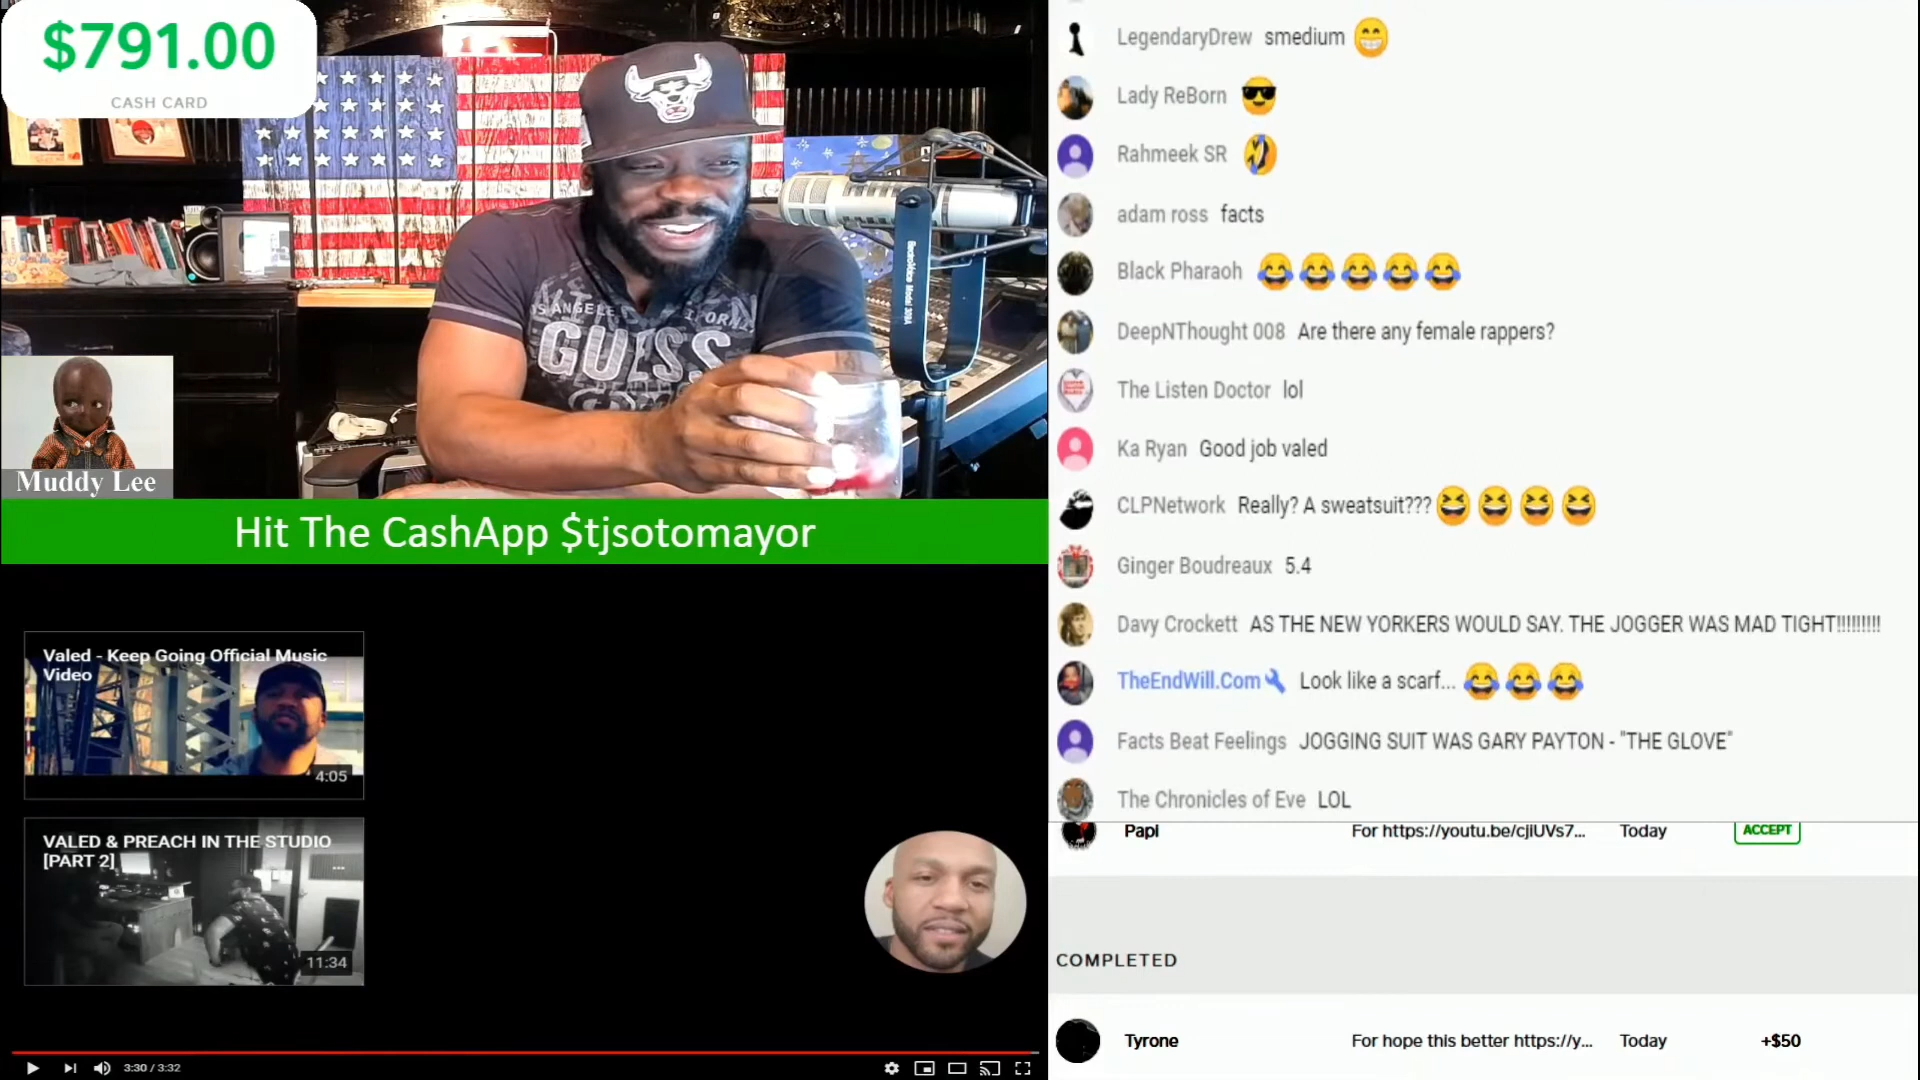 $791.00
CASH CARD
OS ANGELE
GUESS
Muddy Lee
Hit The CashApp $tjsotomayor
Valed - Keep Going Official Music
Video
4:05
VALED & PREACH IN THE STUDIO
[PART 2]
11:34
3:30 / 3:32
LegendaryDrew smedium
Lady ReBorn
Rahmeek SR
adam ross facts
Black Pharaoh
DeepNThought 008 Are there any female rappers?
The Listen Doctor lol
Ka Ryan Good job valed
CLPNetwork Really? A sweatsuit???
Ginger Boudreaux 5.4
Davy Crockett AS THE NEW YORKERS WOULD SAY. THE JOGGER WAS MAD TIGHT!!!!!!!!!
TheEndWill.Com Look like a scarf...
Facts Beat Feelings JOGGING SUIT WAS GARY PAYTON - "THE GLOVE"
The Chronicles of Eve LOL
Papi For https://youtu.be/cjlUVs7... Today ACCEPT
COMPLETED
Tyrone For hope this better https://y... Today +$50